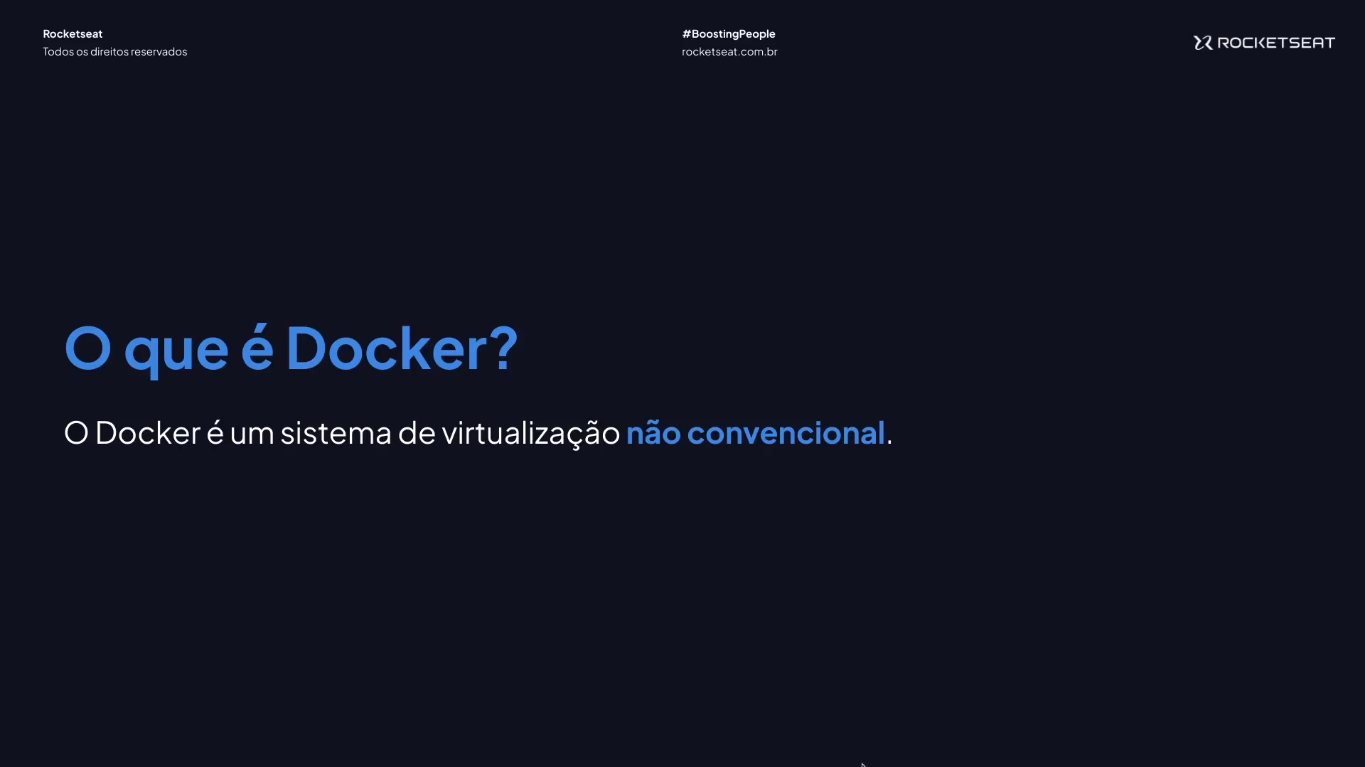 Rocketseat
Todos os direitos reservados
#BoostingPeople
rocketseat.com.br
ROCKETSEAT
O que é Docker?
O Docker é um sistema de virtualização não convencional.